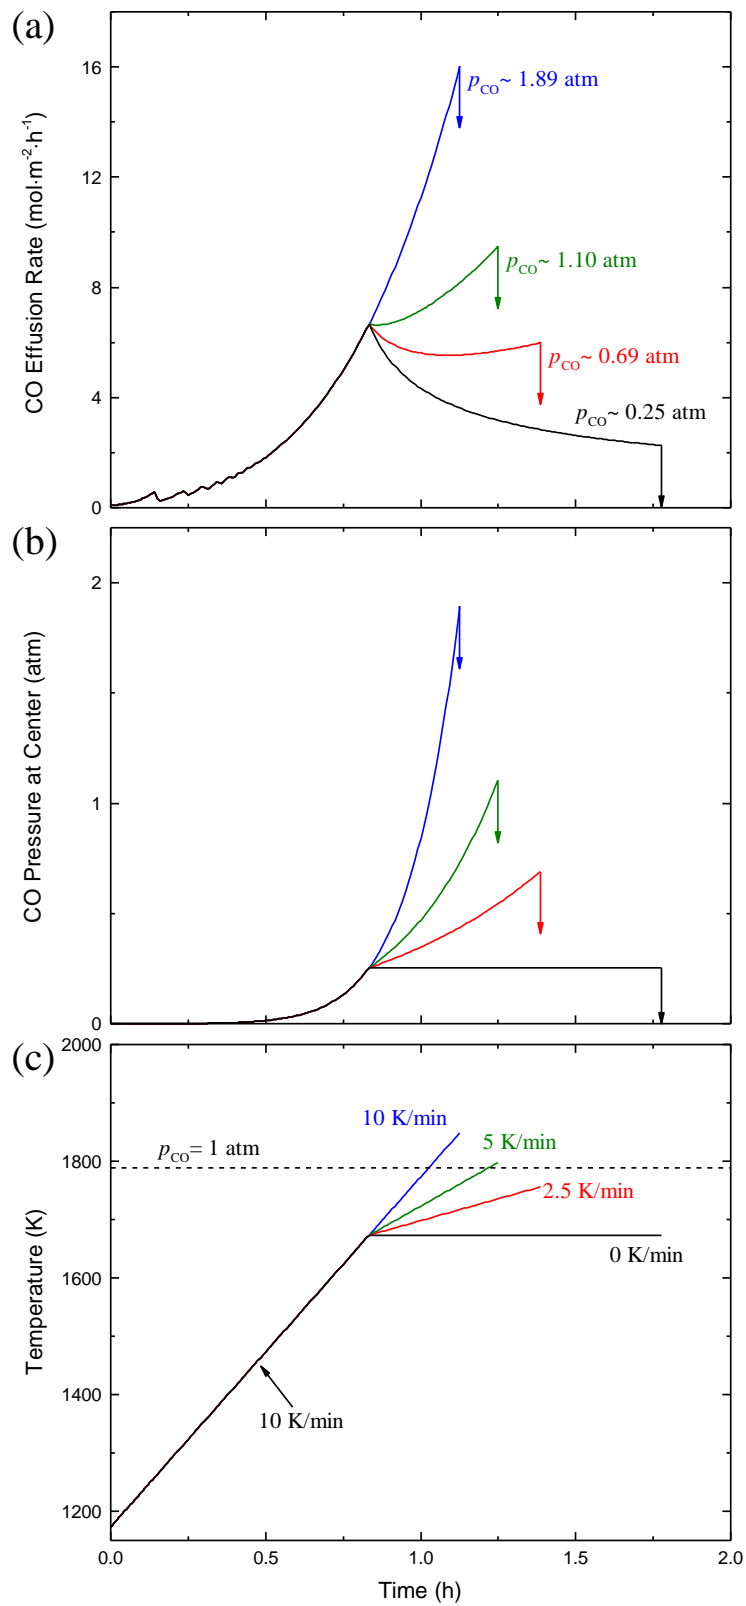 (a)
CO Effusion Rate (mol·m⁻²·h⁻¹)
16
12
8
4
0
p_CO~ 1.89 atm
p_CO~ 1.10 atm
p_CO~ 0.69 atm
p_CO~ 0.25 atm
(b)
CO Pressure at Center (atm)
2
1
0
(c)
Temperature (K)
2000
1800
1600
1400
1200
10 K/min
p_CO= 1 atm
5 K/min
2.5 K/min
0 K/min
10 K/min
0.0 0.5 1.0 1.5 2.0
Time (h)